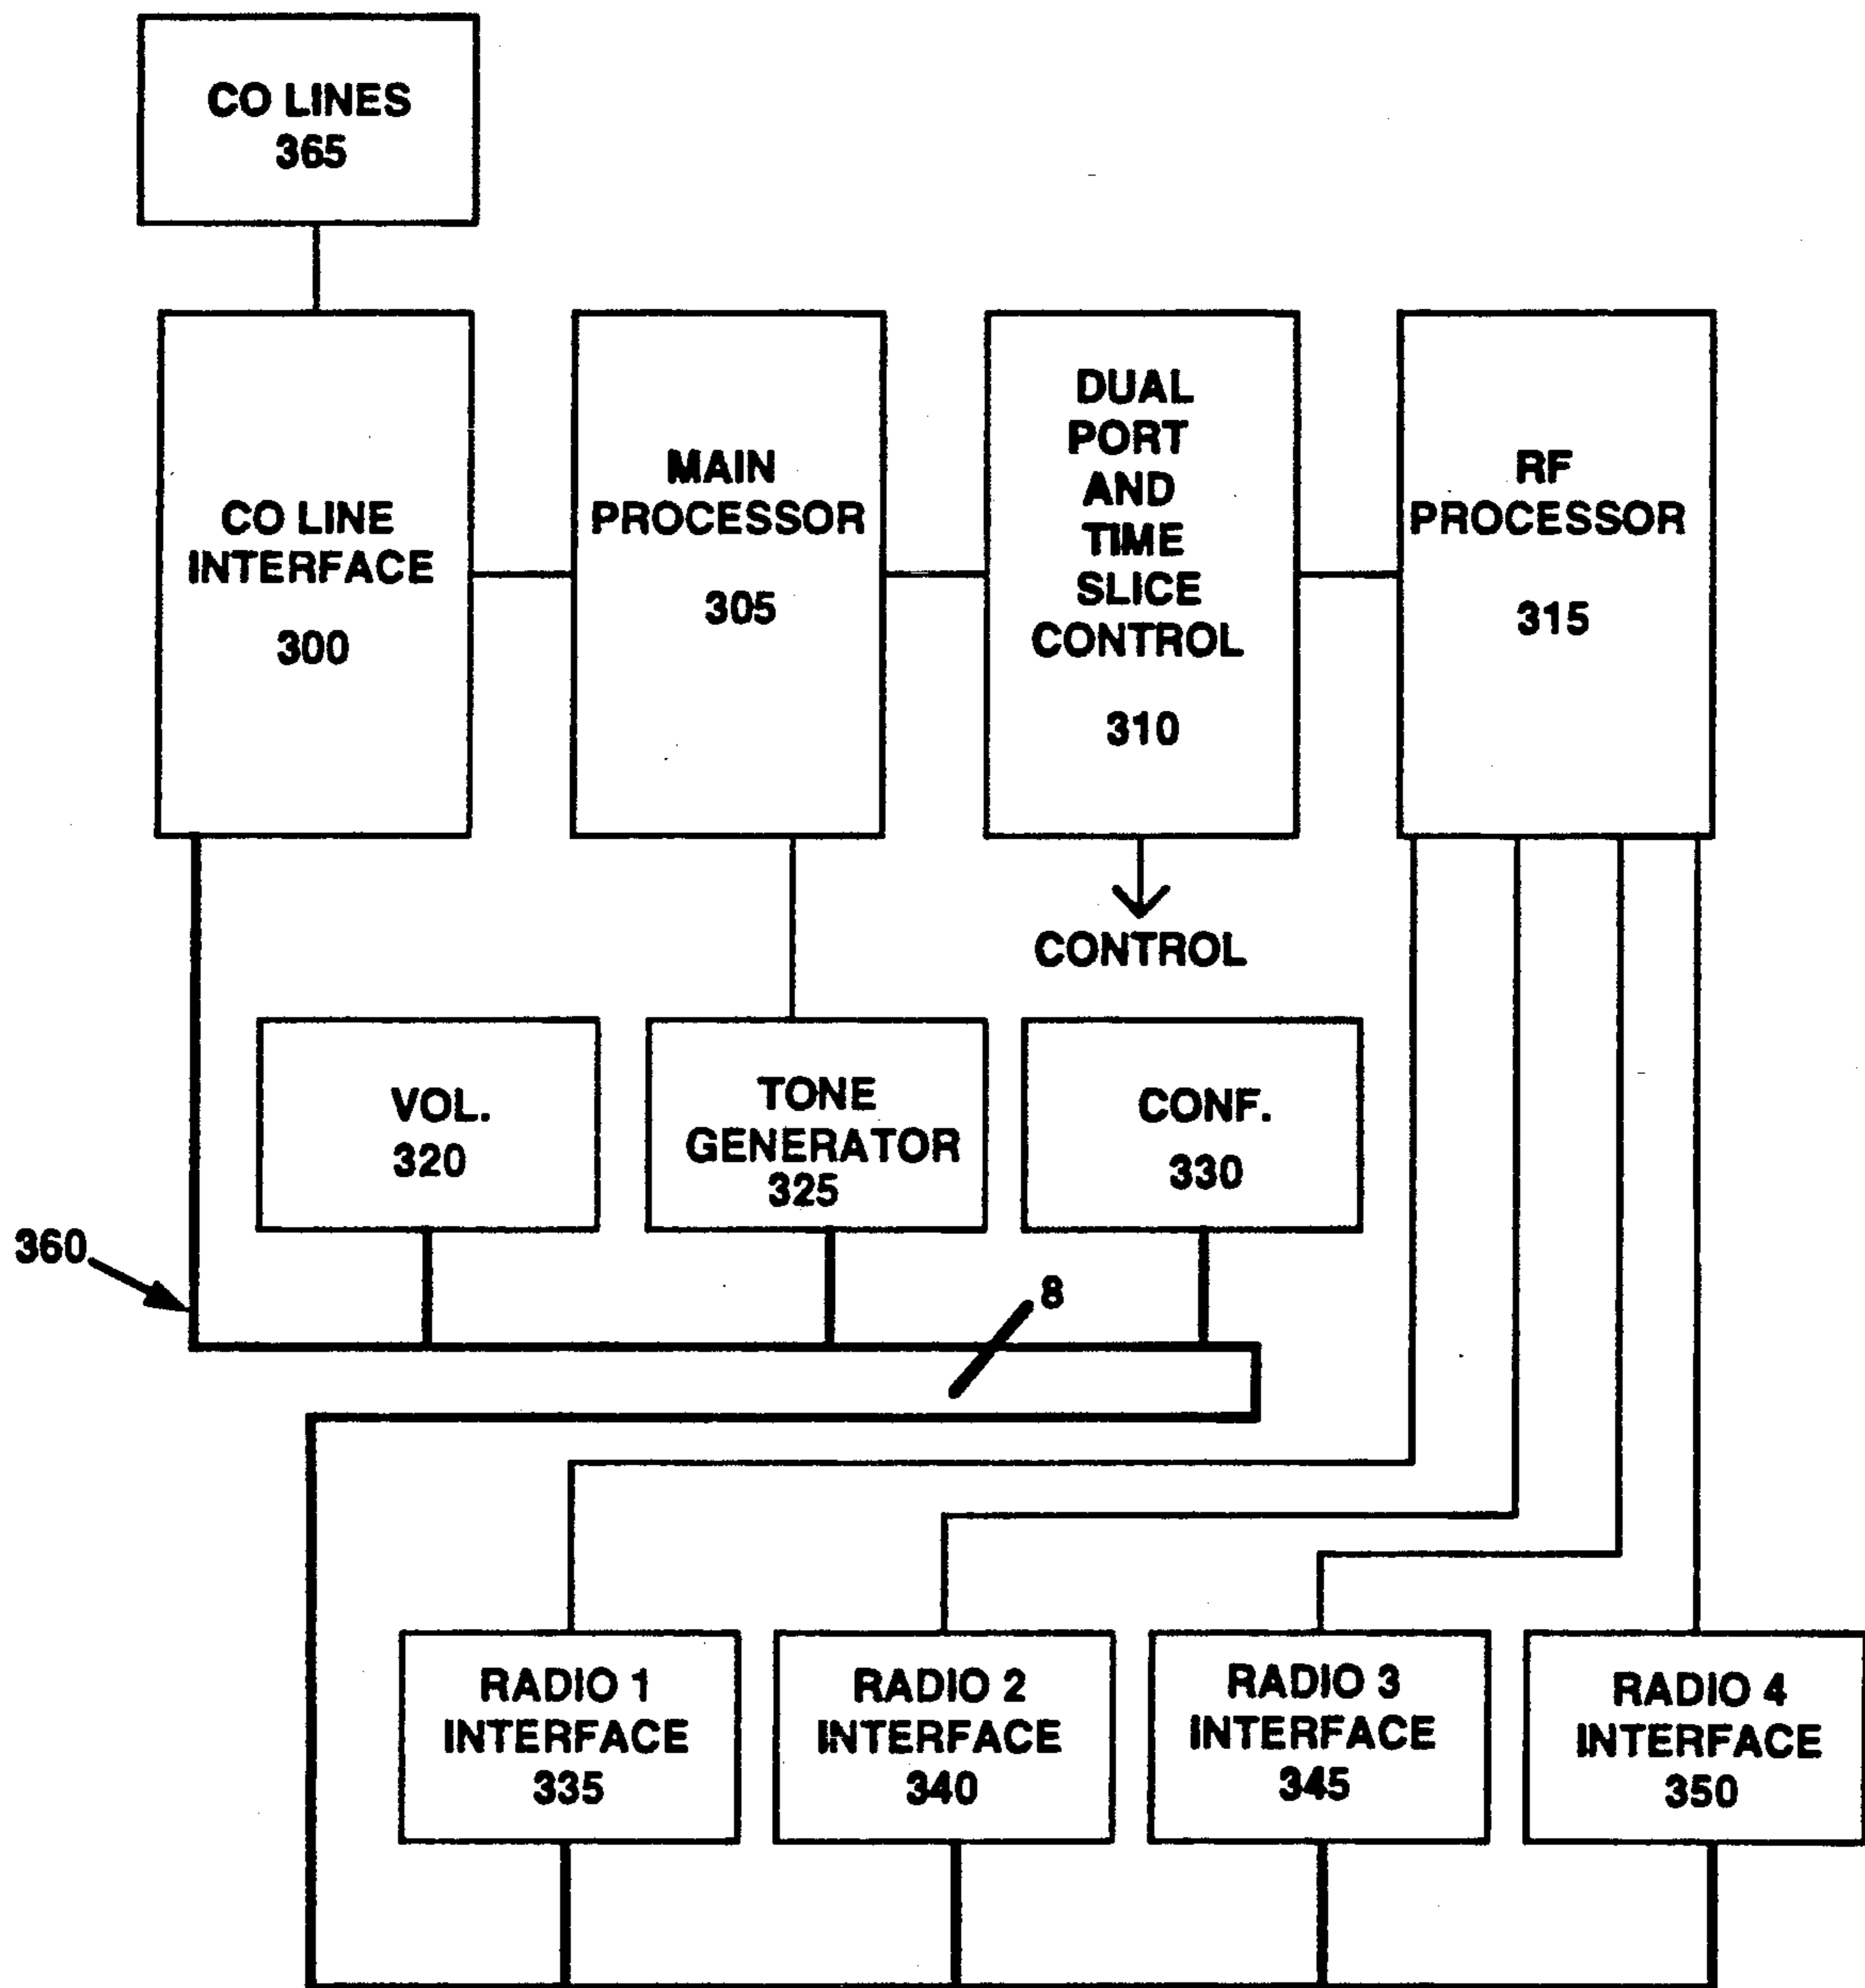 CO LINES
365
CO LINE
INTERFACE
300
MAIN
PROCESSOR
305
DUAL
PORT
AND
TIME
SLICE
CONTROL
310
RF
PROCESSOR
315
CONTROL
VOL.
320
TONE
GENERATOR
325
CONF.
330
360
8
RADIO 1
INTERFACE
335
RADIO 2
INTERFACE
340
RADIO 3
INTERFACE
345
RADIO 4
INTERFACE
350